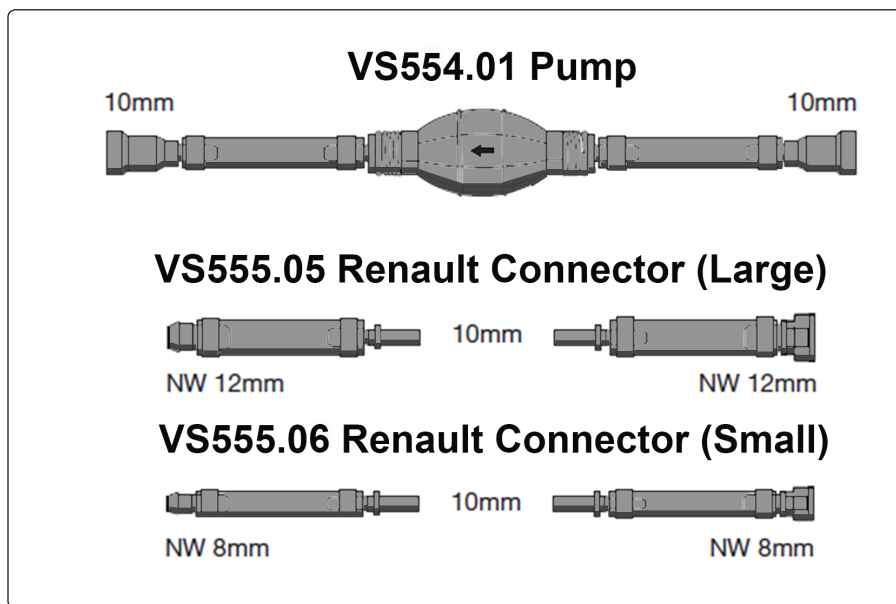 VS554.01 Pump
10mm 10mm
VS555.05 Renault Connector (Large)
10mm
NW 12mm NW 12mm
VS555.06 Renault Connector (Small)
10mm
NW 8mm NW 8mm